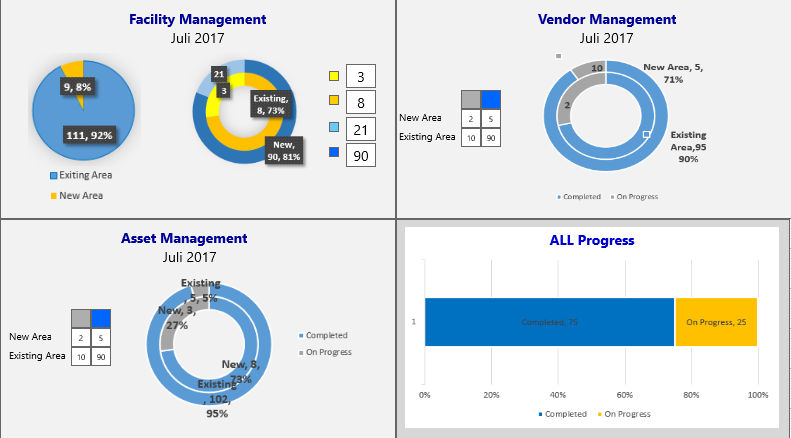 Facility Management
Juli 2017
9, 8%
111, 92%
Exiting Area
New Area
21
3
Existing,
8, 73%
New,
90, 81%
3
8
21
90
Vendor Management
Juli 2017
New Area 2 5
Existing Area 10 90
10
2
New Area, 5,
71%
Existing
Area,95
90%
Completed On Progress
Asset Management
Juli 2017
New Area 2 5
Existing Area 10 90
Existing
, 5, 5%
New, 3,
27%
New, 8,
73%
Existing
, 102,
95%
Completed
On Progress
ALL Progress
1
Completed, 75
On Progress, 25
0% 20% 40% 60% 80% 100%
Completed On Progress